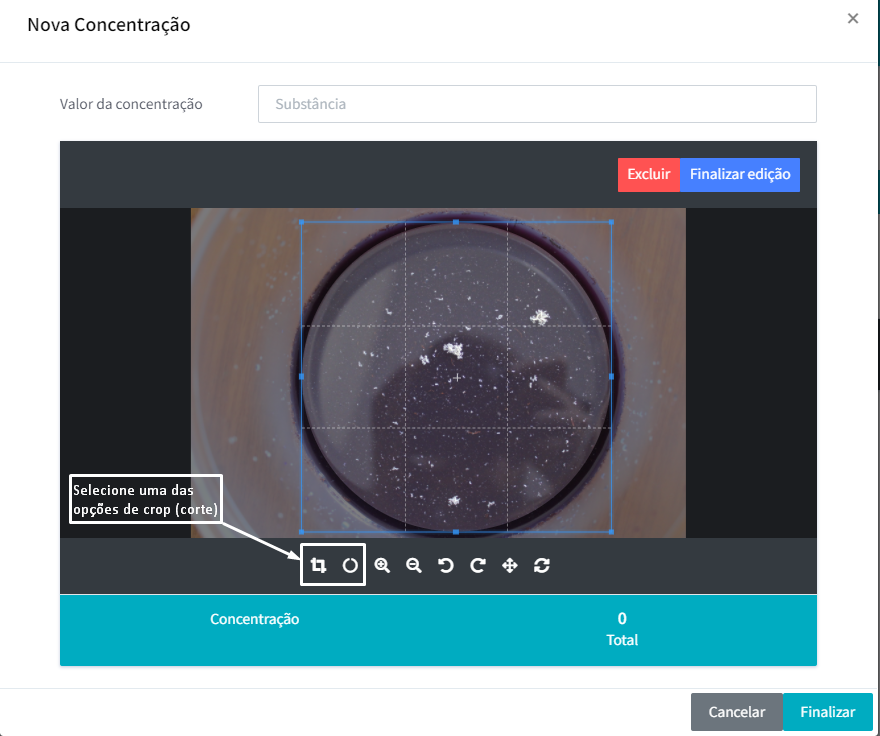 Nova Concentração
×
Valor da concentração
Substância
Excluir
Finalizar edição
Selecione uma das
opções de crop (corte)
Concentração
0
Total
Cancelar
Finalizar